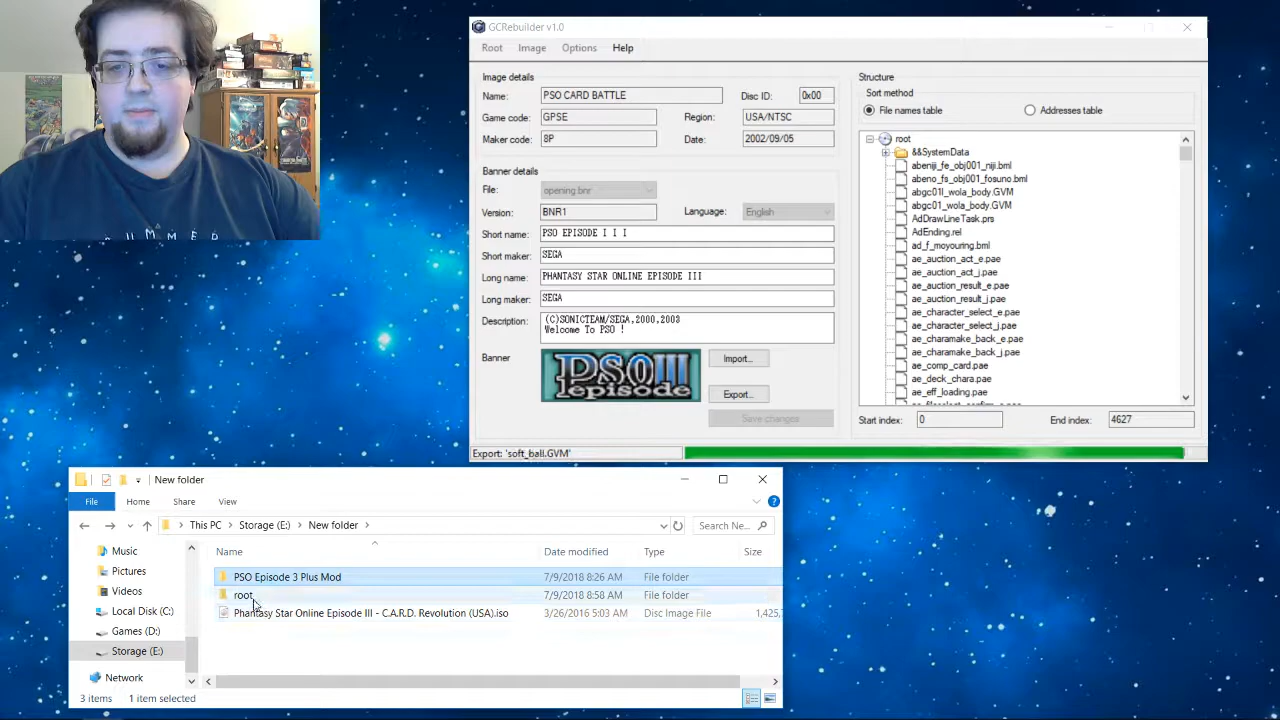 GCRebuilder v1.0
Root Image Options Help
Image details
Name: PSO CARD BATTLE Disc ID: 0x00
Game code: GPSE Region: USA/NTSC
Maker code: 8P Date: 2002/09/05
Banner details
File: opening.bnr
Version: BNR1 Language: English
Short name: PSO EPISODE I I I
Short maker: SEGA
Long name: PHANTASY STAR ONLINE EPISODE III
Long maker: SEGA
Description: (C)SONICTEAM/SEGA,2000,2003
Welcome To PSO !
Banner PSO III episode Import...
Export...
Save changes
Export: 'soft_ball.GVM'
Structure
Sort method
File names table Addresses table
root
&&SystemData
abeniji_fe_obj001_niji.bml
abeno_fs_obj001_fosuno.bml
abgc01l_wola_body.GVM
abgc01_wola_body.GVM
AdDrawLineTask.prs
AdEnding.rel
ad_f_moyouring.bml
ae_auction_act_e.pae
ae_auction_act_j.pae
ae_auction_result_e.pae
ae_auction_result_j.pae
ae_character_select_e.pae
ae_character_select_j.pae
ae_charamake_back_e.pae
ae_charamake_back_j.pae
ae_comp_card.pae
ae_deck_chara.pae
ae_eff_loading.pae
Start index: 0 End index: 4627
New folder
File Home Share View
This PC > Storage (E:) > New folder > Search Ne...
Name Date modified Type Size
PSO Episode 3 Plus Mod 7/9/2018 8:26 AM File folder
root 7/9/2018 8:58 AM File folder
Phantasy Star Online Episode III - C.A.R.D. Revolution (USA).iso 3/26/2016 5:03 AM Disc Image File 1,425,7
Music
Pictures
Videos
Local Disk (C:)
Games (D:)
Storage (E:)
Network
3 items 1 item selected